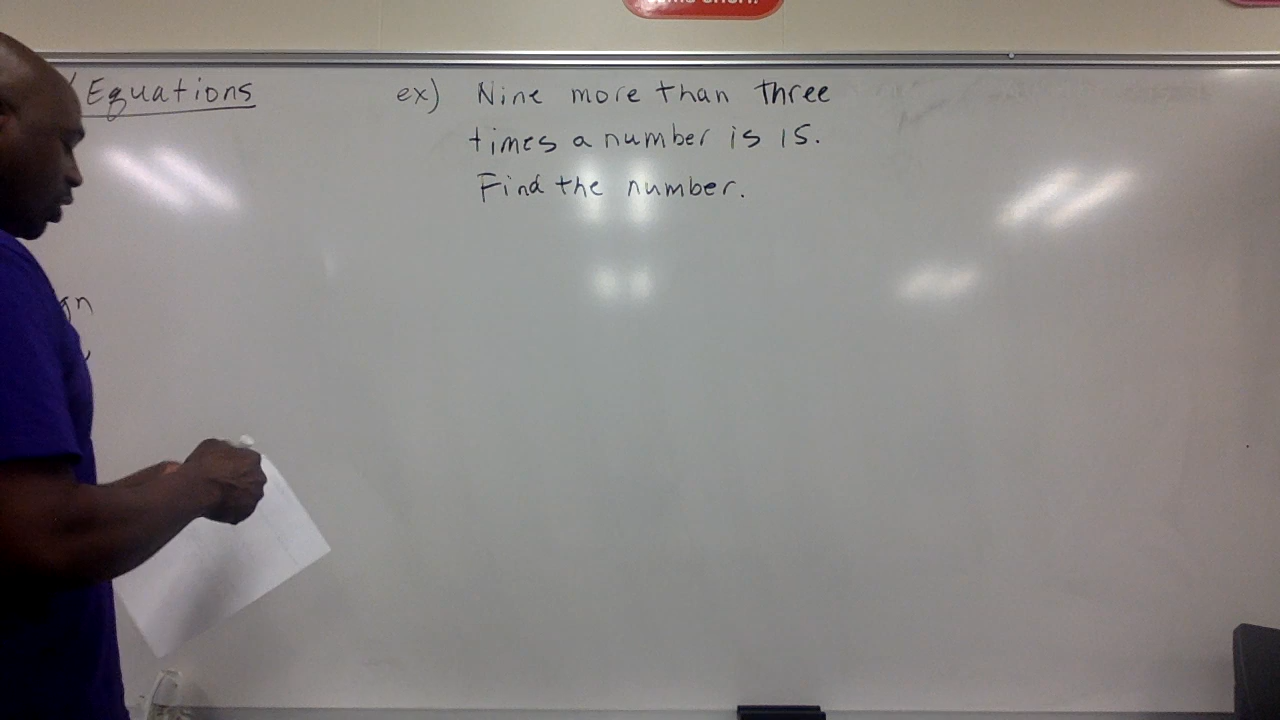 Equations
ex) Nine more than three
times a number is 15.
Find the number.